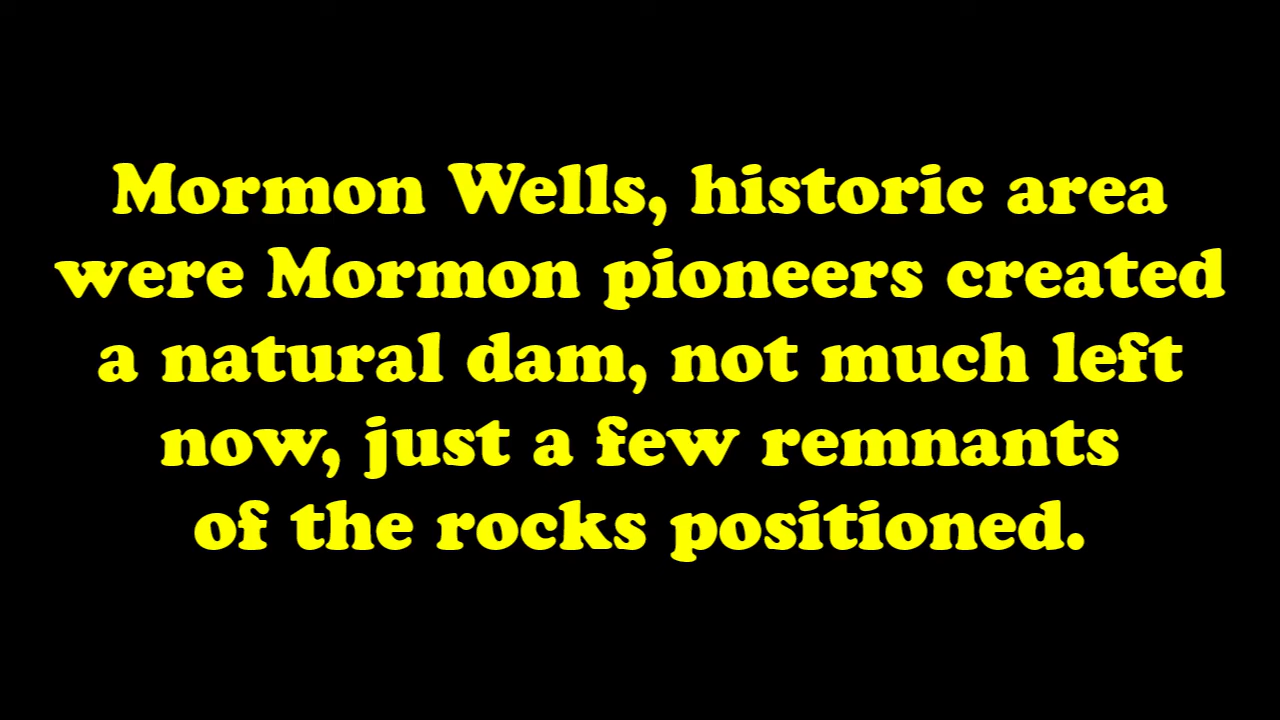 Mormon Wells, historic area
were Mormon pioneers created
a natural dam, not much left
now, just a few remnants
of the rocks positioned.